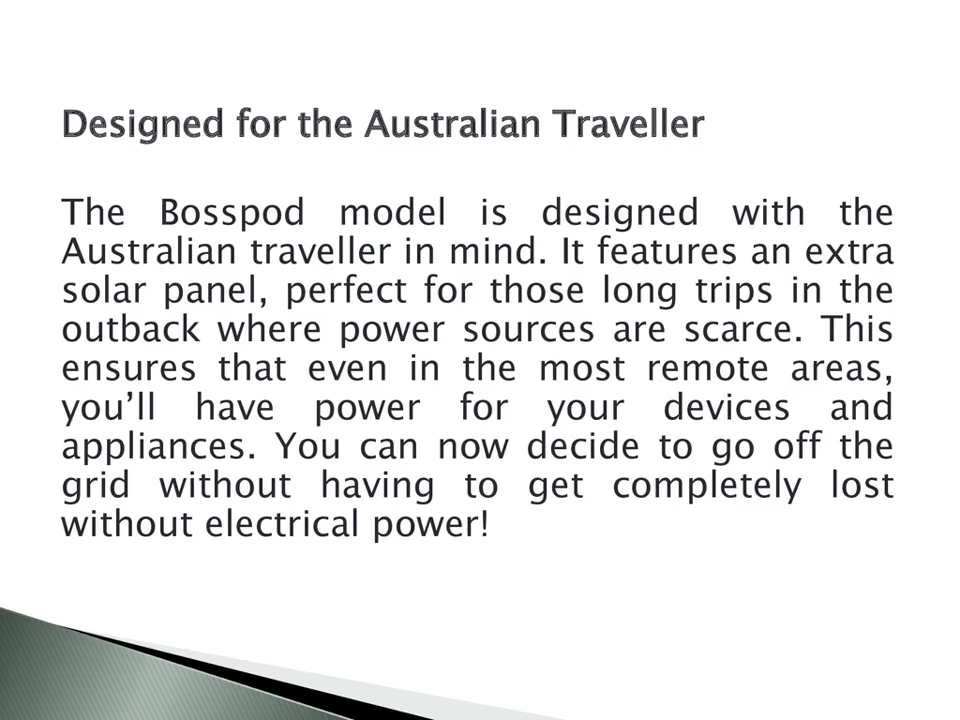 Designed for the Australian Traveller
The Bosspod model is designed with the
Australian traveller in mind. It features an extra
solar panel, perfect for those long trips in the
outback where power sources are scarce. This
ensures that even in the most remote areas,
you’ll have power for your devices and
appliances. You can now decide to go off the
grid without having to get completely lost
without electrical power!